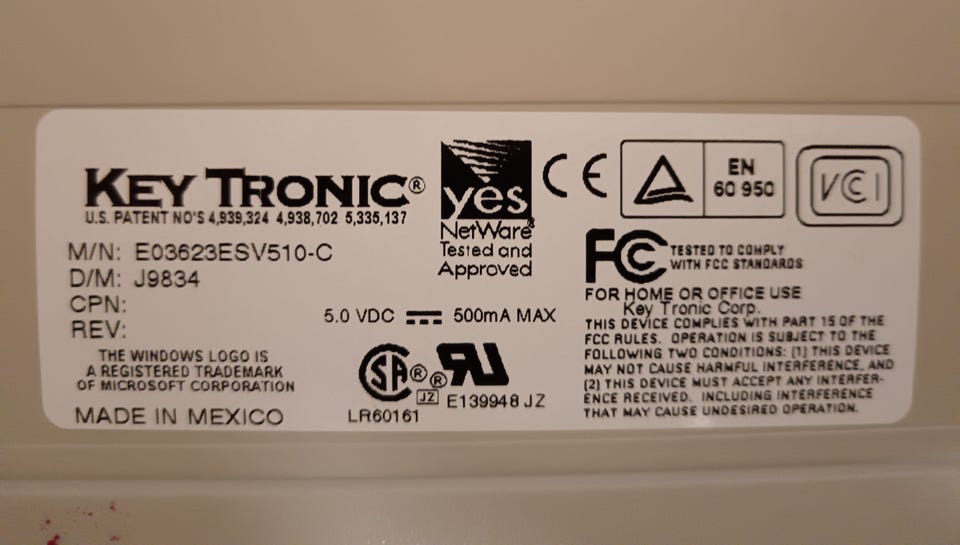 KEY TRONIC®
U.S. PATENT NO'S 4,939,324 4,938,702 5,335,137
M/N: E03623ESV510-C
D/M: J9834
CPN:
REV:
THE WINDOWS LOGO IS
A REGISTERED TRADEMARK
OF MICROSOFT CORPORATION
MADE IN MEXICO
yes
NetWare®
Tested and
Approved
5.0 VDC 500mA MAX
SA® ® UR
JZ E139948 JZ
LR60161
CE
EN
60 950
VCI
FC TESTED TO COMPLY
WITH FCC STANDARDS
FOR HOME OR OFFICE USE
Key Tronic Corp.
THIS DEVICE COMPLIES WITH PART 15 OF THE
FCC RULES. OPERATION IS SUBJECT TO THE
FOLLOWING TWO CONDITIONS: (1) THIS DEVICE
MAY NOT CAUSE HARMFUL INTERFERENCE, AND
(2) THIS DEVICE MUST ACCEPT ANY INTERFER-
ENCE RECEIVED. INCLUDING INTERFERENCE
THAT MAY CAUSE UNDESIRED OPERATION.